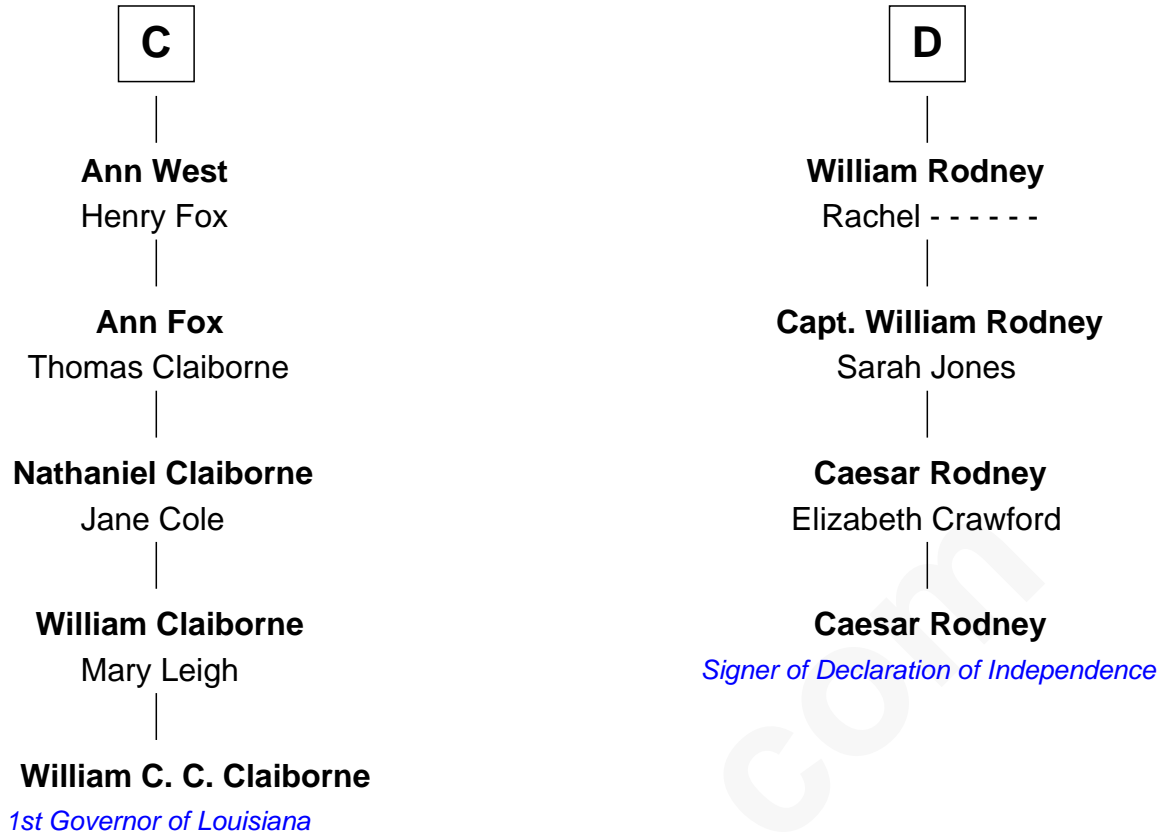 C
Ann West
Henry Fox
Ann Fox
Thomas Claiborne
Nathaniel Claiborne
Jane Cole
William Claiborne
Mary Leigh
William C. C. Claiborne
1st Governor of Louisiana
D
William Rodney
Rachel - - - - - -
Capt. William Rodney
Sarah Jones
Caesar Rodney
Elizabeth Crawford
Caesar Rodney
Signer of Declaration of Independence
com